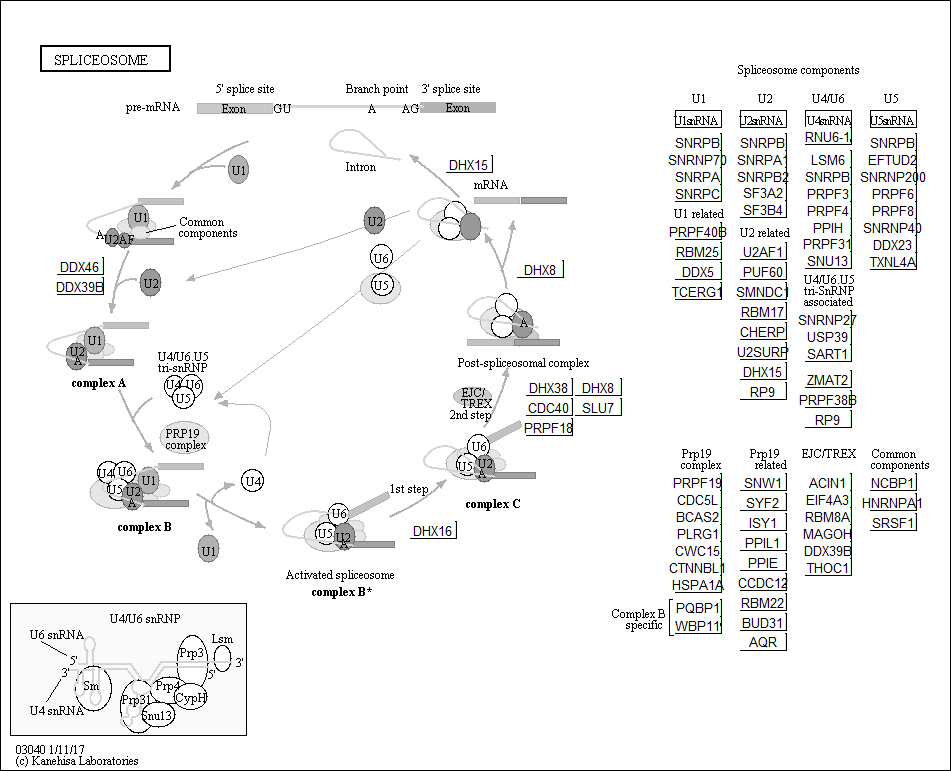 SPLICEOSOME
5' splice site
Branch point
3' splice site
pre-mRNA
Exon
GU
A
AG
Exon
U1
Intron
DHX15
mRNA
U1
A
U2AF
Common
components
U2
U6
U5
DDX46
DDX39B
U2
DHX8
U1
U2
A
complex A
U4/U6.U5
tri-snRNP
U4
U6
U5
A
Post-spliceosomal complex
PRP19
complex
EJC/
TREX
2nd step
DHX38
DHX8
CDC40
SLU7
PRPF18
U4
U6
U5
U1
U2
A
complex B
U4
U1
U6
U5
U2
A
1st step
DHX16
Activated spliceosome
complex B*
U6
U5
U2
A
complex C
Spliceosome components
U1
U1snRNA
SNRPB
SNRNP70
SNRPA
SNRPC
U1 related
PRPF40B
RBM25
DDX5
TCERG1
U2
U2snRNA
SNRPB
SNRPA1
SNRPB2
SF3A2
SF3B4
U2 related
U2AF1
PUF60
SMNDC1
RBM17
CHERP
U2SURP
DHX15
RP9
U4/U6
U4snRNA
RNU6-1
LSM6
SNRPB
PRPF3
PRPF4
PPIH
PRPF31
SNU13
U4/U6.U5
tri-SnRNP
associated
SNRNP27
USP39
SART1
ZMAT2
PRPF38B
RP9
U5
U5snRNA
SNRPB
EFTUD2
SNRNP200
PRPF6
PRPF8
SNRNP40
DDX23
TXNL4A
Prp19
complex
PRPF19
CDC5L
BCAS2
PLRG1
CWC15
CTNNBL1
HSPA1A
Complex B
specific
PQBP1
WBP11
Prp19
related
SNW1
SYF2
ISY1
PPIL1
PPIE
CCDC12
RBM22
BUD31
AQR
EJC/TREX
ACIN1
EIF4A3
RBM8A
MAGOH
DDX39B
THOC1
Common
components
NCBP1
HNRNPA1
SRSF1
U4/U6 snRNP
U6 snRNA
5'
3'
U4 snRNA
Sm
Prp3
Lsm
3'
5'
Prp31
Prp4
CypH
Snu13
03040 1/11/17
(c) Kanehisa Laboratories